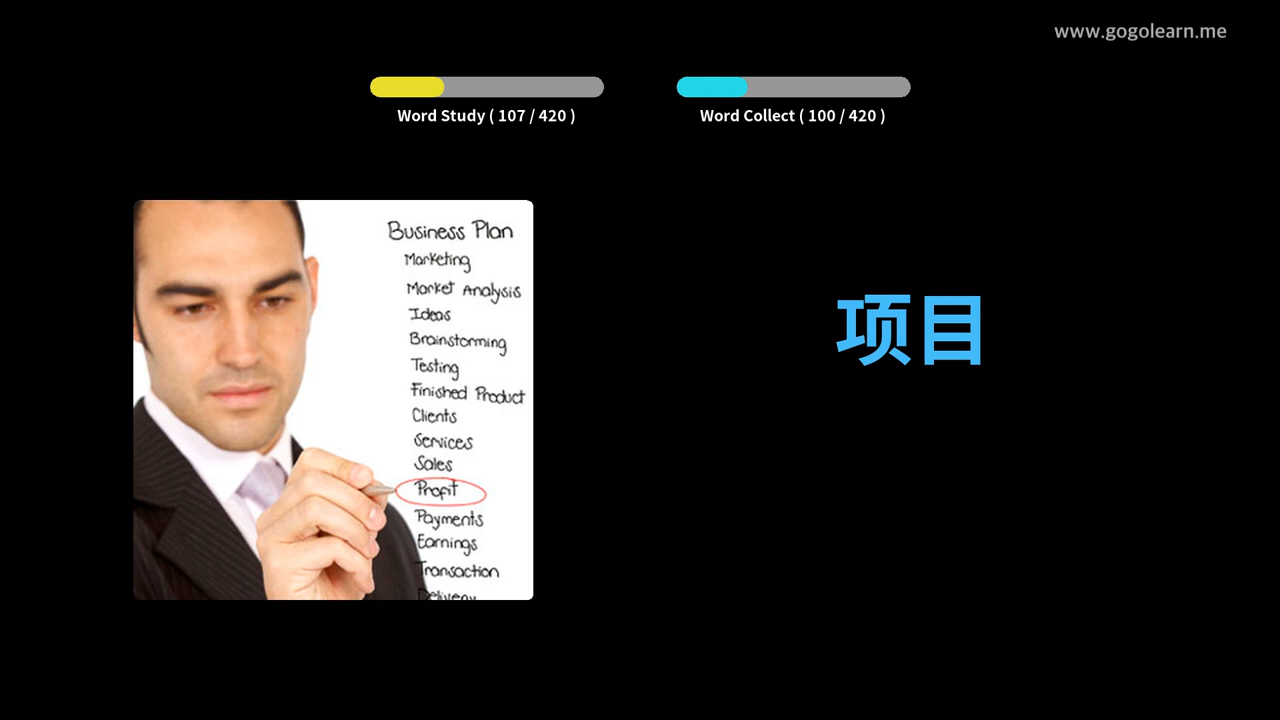 www.gogolearn.me
Word Study ( 107 / 420 )
Word Collect ( 100 / 420 )
Business Plan
Marketing
Market Analysis
Ideas
Brainstorming
Testing
Finished Product
Clients
Services
Sales
Profit
Payments
Earnings
Transaction
Delivery
项目